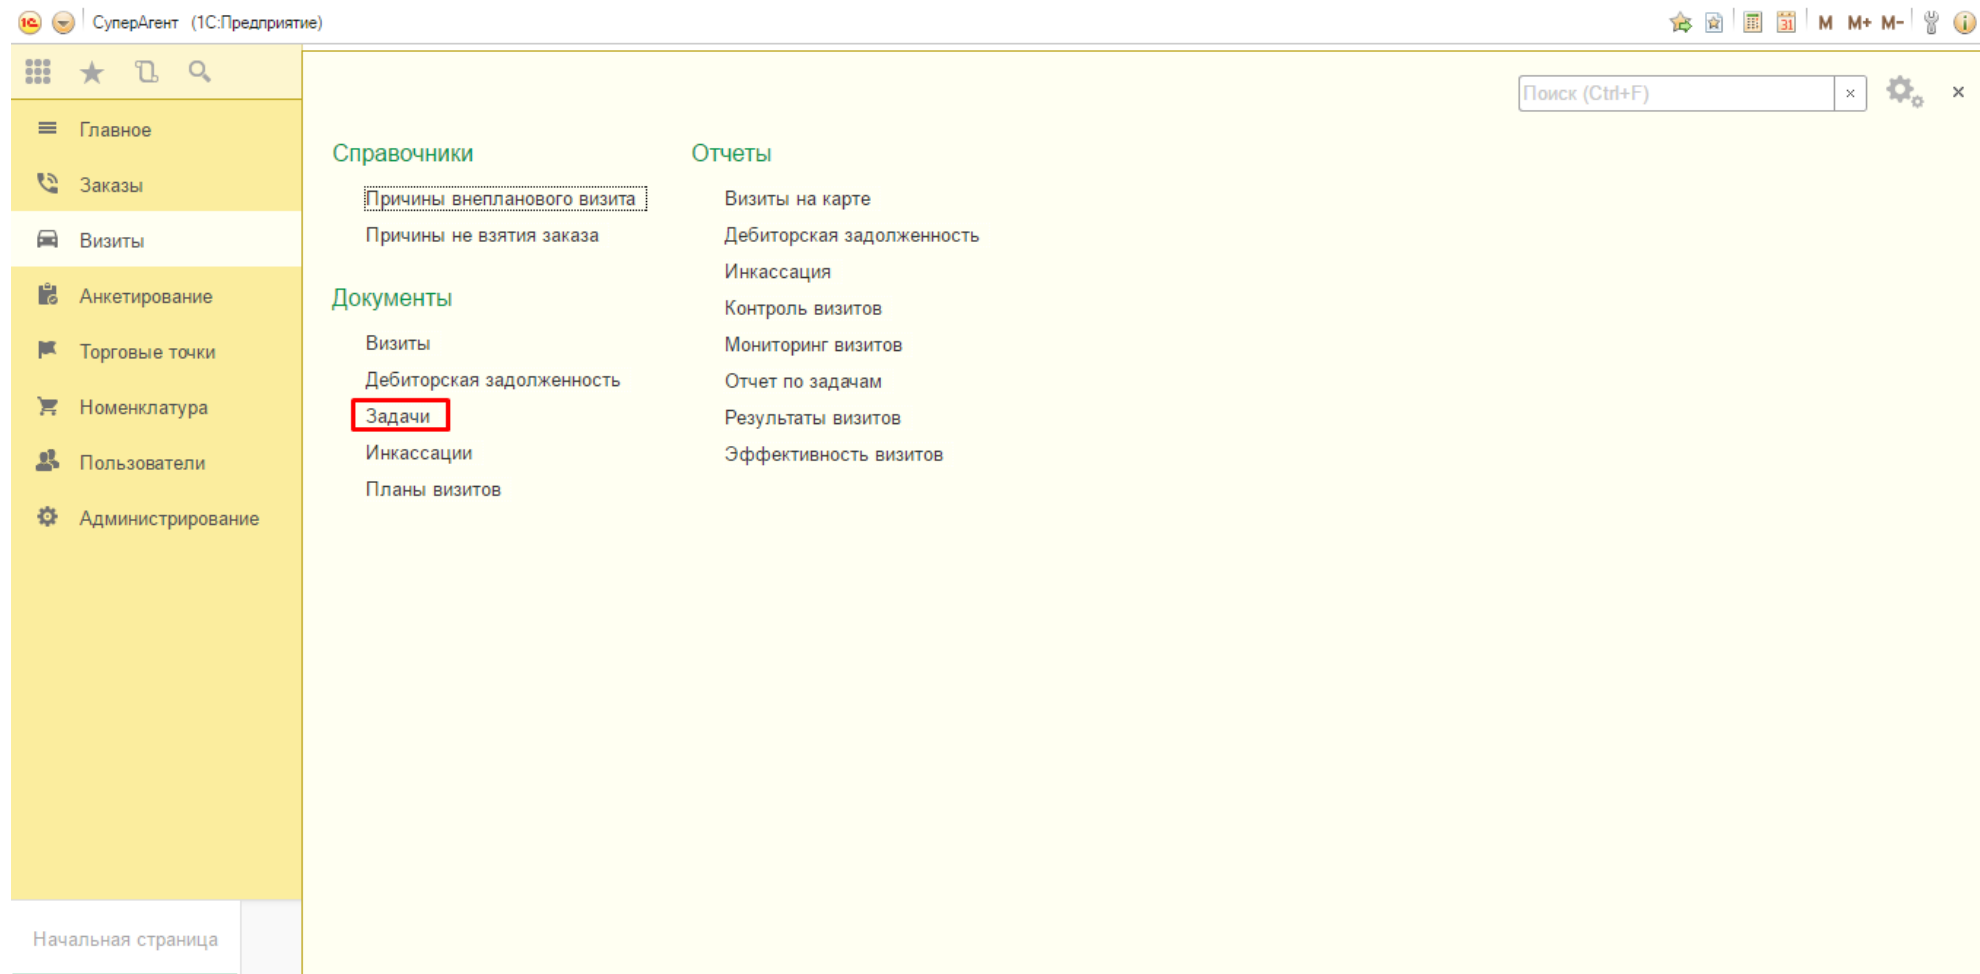 СуперАгент (1С:Предприятие)
M M+ M-
31
Поиск (Ctrl+F)
Главное
Заказы
Визиты
Анкетирование
Торговые точки
Номенклатура
Пользователи
Администрирование
Начальная страница
Справочники
Причины внепланового визита
Причины не взятия заказа
Документы
Визиты
Дебиторская задолженность
Задачи
Инкассации
Планы визитов
Отчеты
Визиты на карте
Дебиторская задолженность
Инкассация
Контроль визитов
Мониторинг визитов
Отчет по задачам
Результаты визитов
Эффективность визитов